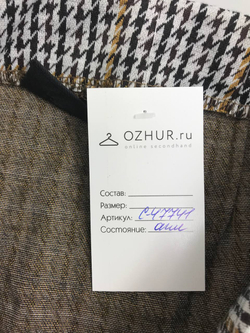 OZHUR.ru
online secondhand
Состав:
Размер:
Артикул:
Состояние: